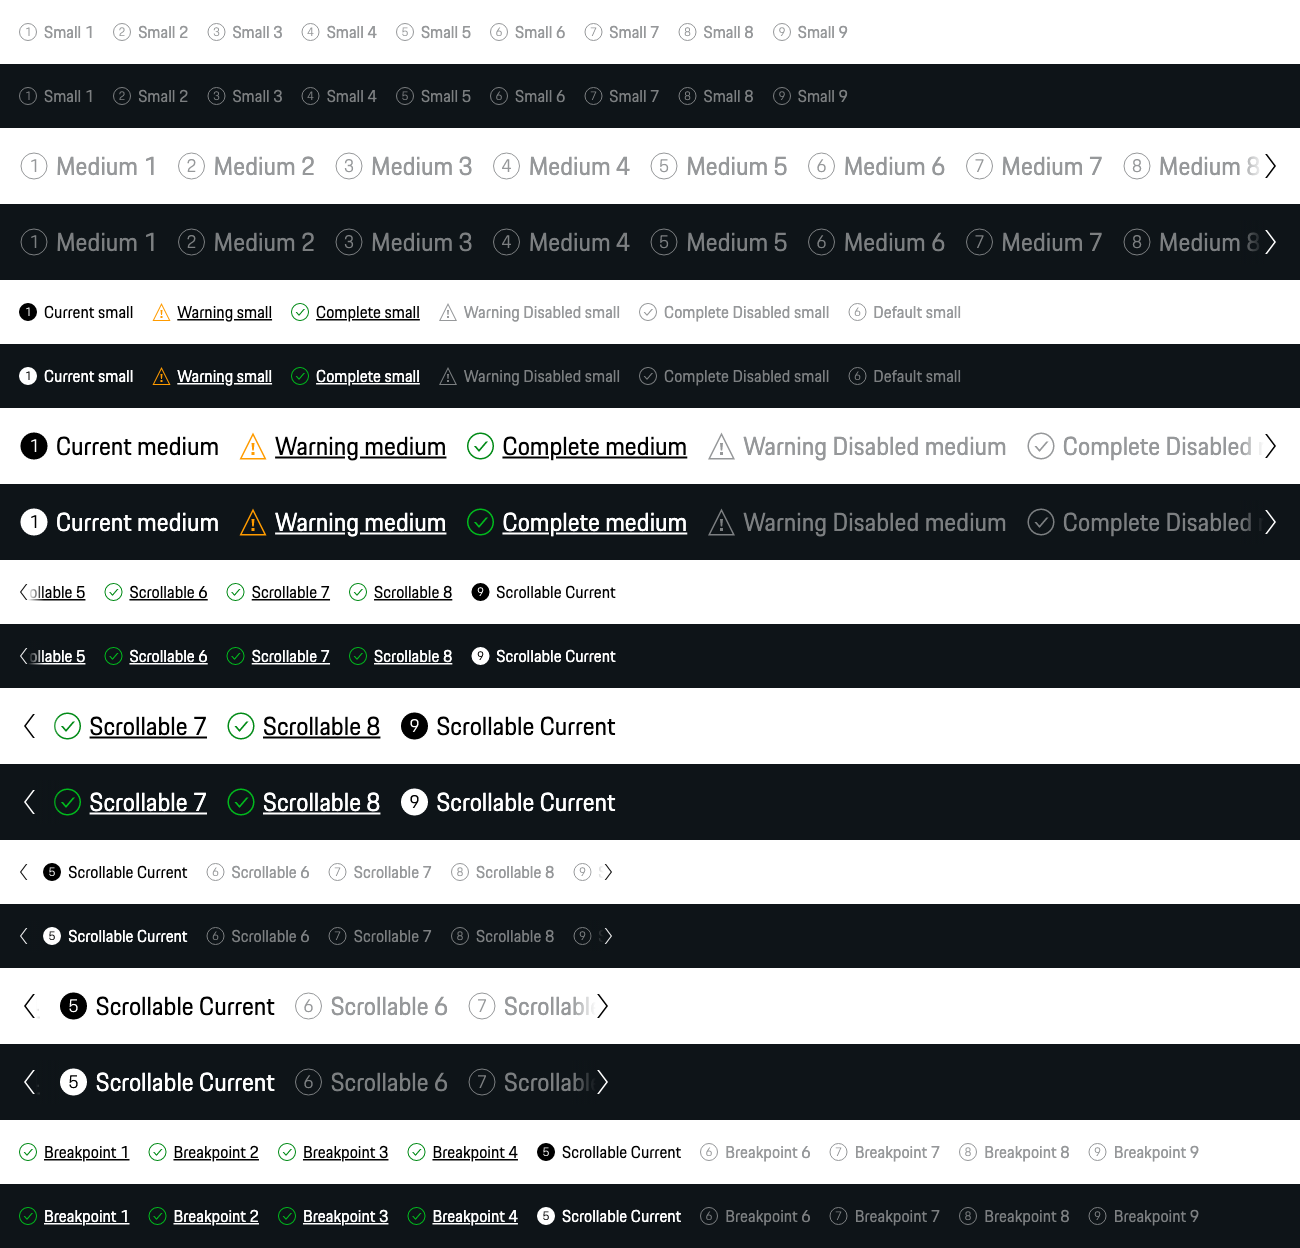 1 Small 1 2 Small 2 3 Small 3 4 Small 4 5 Small 5 6 Small 6 7 Small 7 8 Small 8 9 Small 9
1 Small 1 2 Small 2 3 Small 3 4 Small 4 5 Small 5 6 Small 6 7 Small 7 8 Small 8 9 Small 9
1 Medium 1 2 Medium 2 3 Medium 3 4 Medium 4 5 Medium 5 6 Medium 6 7 Medium 7 8 Medium 8
1 Medium 1 2 Medium 2 3 Medium 3 4 Medium 4 5 Medium 5 6 Medium 6 7 Medium 7 8 Medium 8
1 Current small Warning small Complete small Warning Disabled small Complete Disabled small 6 Default small
1 Current small Warning small Complete small Warning Disabled small Complete Disabled small 6 Default small
1 Current medium Warning medium Complete medium Warning Disabled medium Complete Disabled
1 Current medium Warning medium Complete medium Warning Disabled medium Complete Disabled
ollable 5 Scrollable 6 Scrollable 7 Scrollable 8 9 Scrollable Current
ollable 5 Scrollable 6 Scrollable 7 Scrollable 8 9 Scrollable Current
Scrollable 7 Scrollable 8 9 Scrollable Current
Scrollable 7 Scrollable 8 9 Scrollable Current
5 Scrollable Current 6 Scrollable 6 7 Scrollable 7 8 Scrollable 8 9 S
5 Scrollable Current 6 Scrollable 6 7 Scrollable 7 8 Scrollable 8 9 S
5 Scrollable Current 6 Scrollable 6 7 Scrollabl
5 Scrollable Current 6 Scrollable 6 7 Scrollabl
Breakpoint 1 Breakpoint 2 Breakpoint 3 Breakpoint 4 5 Scrollable Current 6 Breakpoint 6 7 Breakpoint 7 8 Breakpoint 8 9 Breakpoint 9
Breakpoint 1 Breakpoint 2 Breakpoint 3 Breakpoint 4 5 Scrollable Current 6 Breakpoint 6 7 Breakpoint 7 8 Breakpoint 8 9 Breakpoint 9